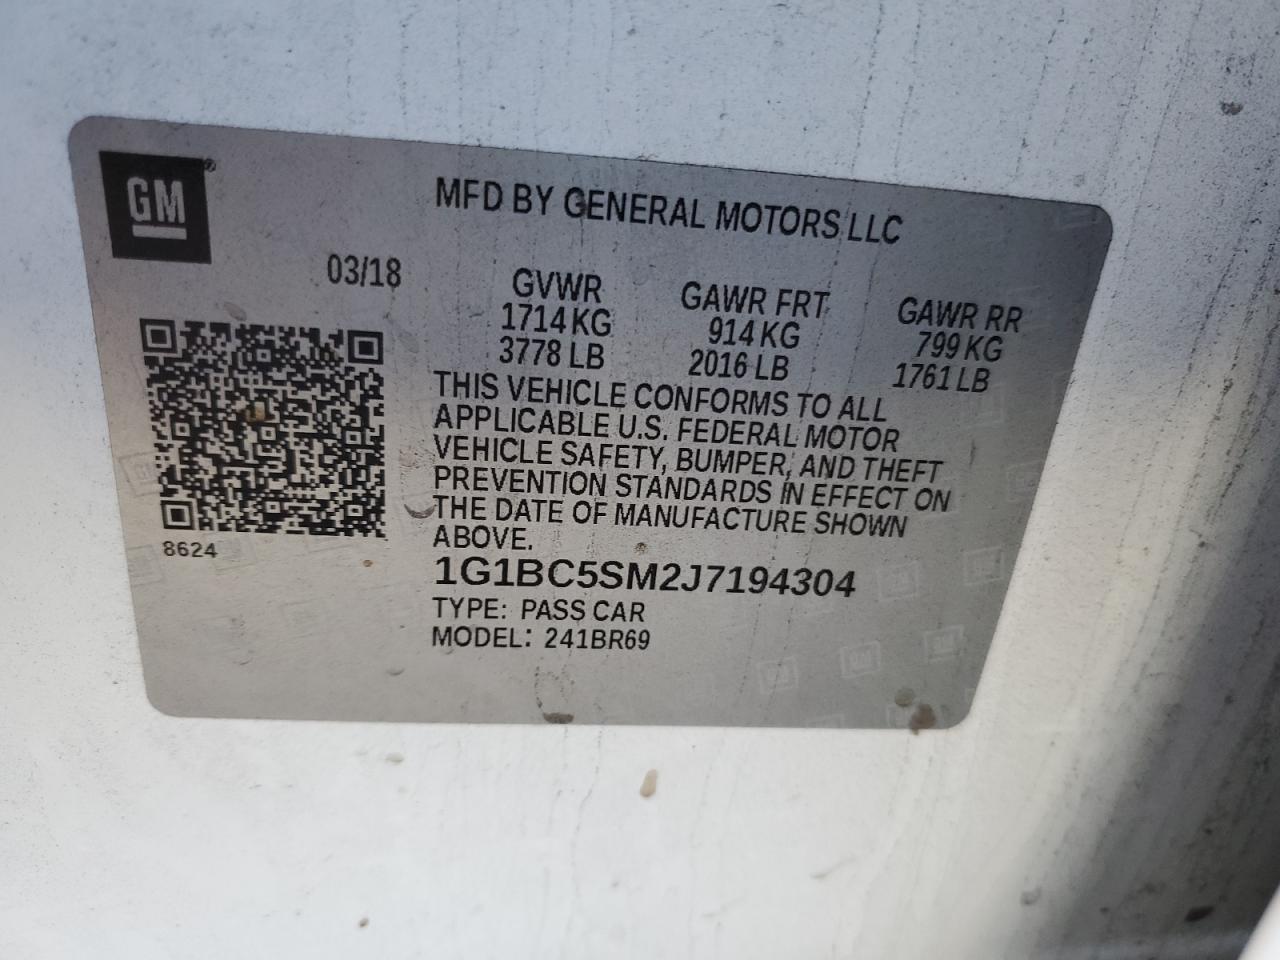 GM
MFD BY GENERAL MOTORS LLC
03/18
GVWR GAWR FRT GAWR RR
1714 KG 914 KG 799 KG
3778 LB 2016 LB 1761 LB
THIS VEHICLE CONFORMS TO ALL
APPLICABLE U.S. FEDERAL MOTOR
VEHICLE SAFETY, BUMPER, AND THEFT
PREVENTION STANDARDS IN EFFECT ON
THE DATE OF MANUFACTURE SHOWN
ABOVE.
8624
1G1BC5SM2J7194304
TYPE: PASS CAR
MODEL: 241BR69